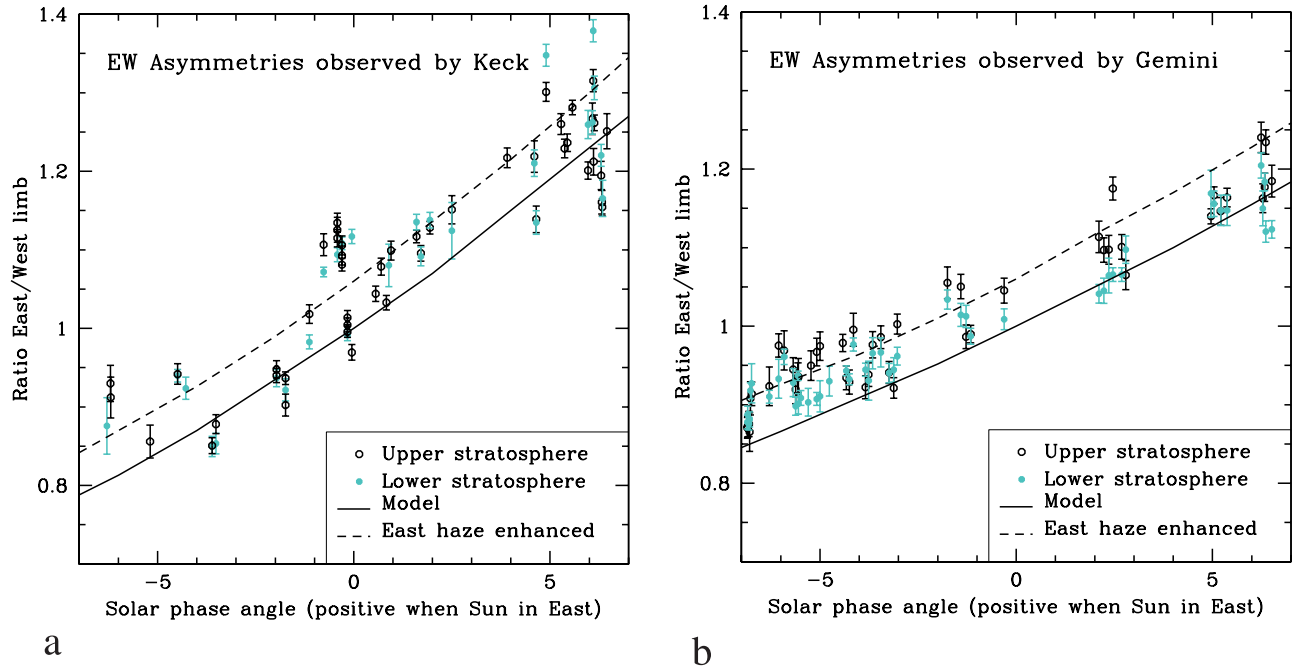 EW Asymmetries observed by Keck
Ratio East/West limb
1.4
1.2
1
0.8
−5
0
5
Solar phase angle (positive when Sun in East)
Upper stratosphere
Lower stratosphere
Model
East haze enhanced
a
EW Asymmetries observed by Gemini
Ratio East/West limb
1.4
1.2
1
0.8
−5
0
5
Solar phase angle (positive when Sun in East)
Upper stratosphere
Lower stratosphere
Model
East haze enhanced
b